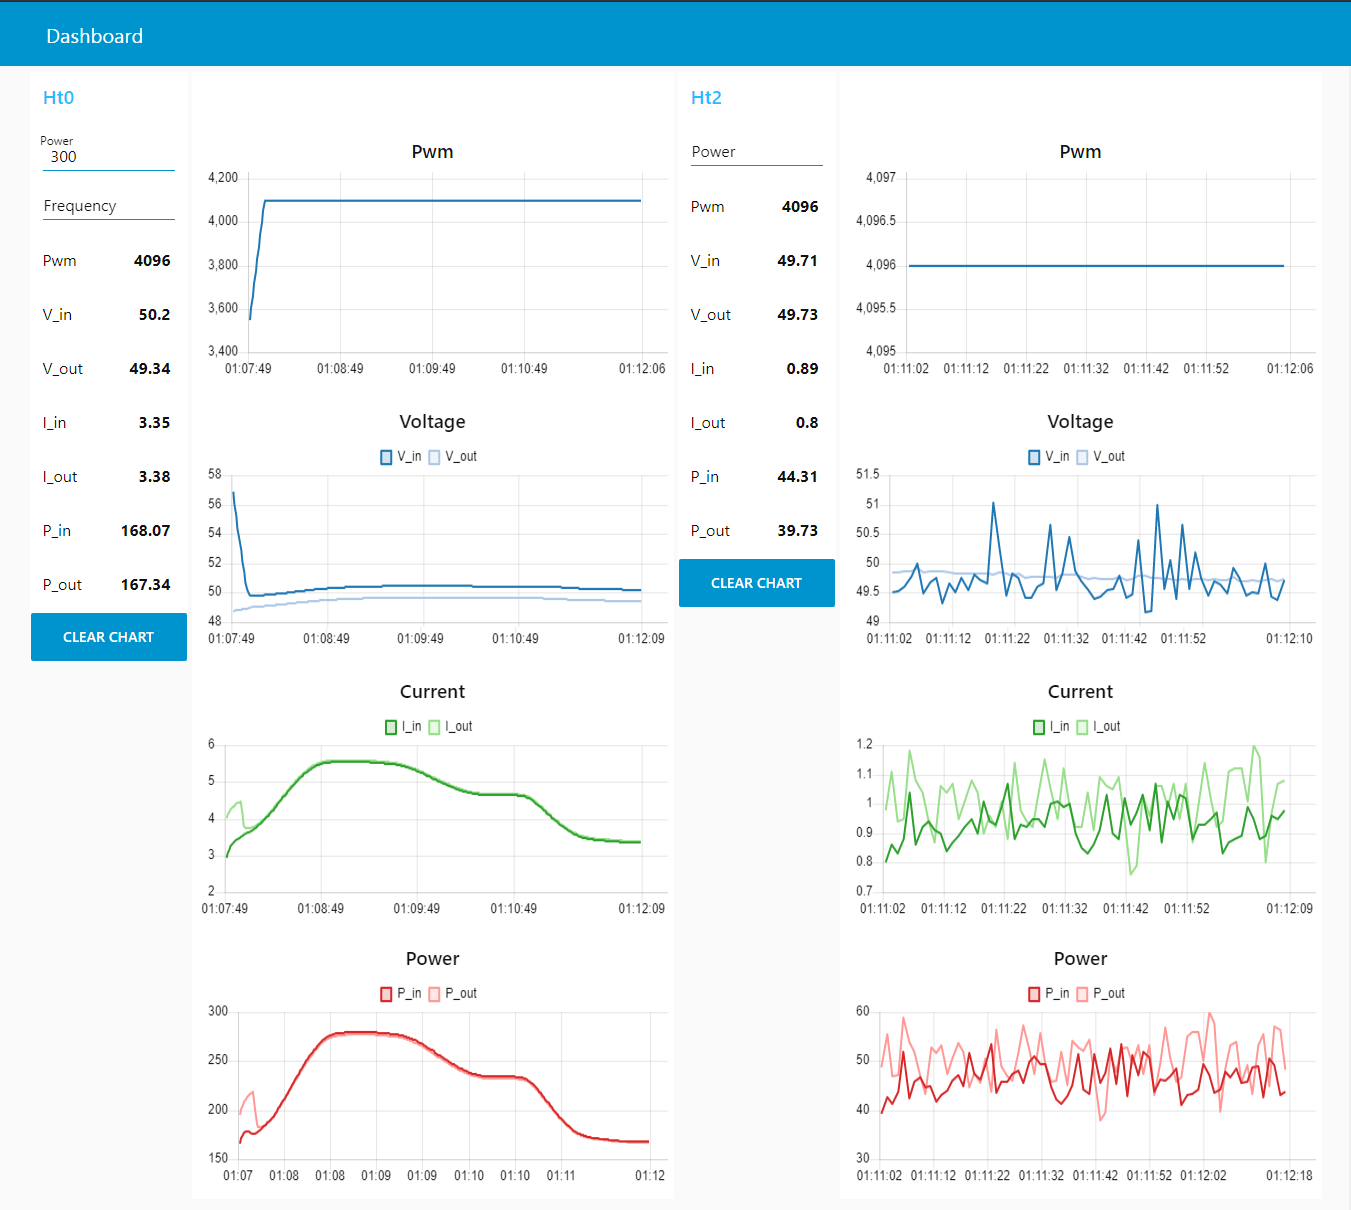 Dashboard
Ht0
Power
300
Frequency
Pwm 4096
V_in 50.2
V_out 49.34
I_in 3.35
I_out 3.38
P_in 168.07
P_out 167.34
CLEAR CHART
Pwm
4,200
4,000
3,800
3,600
3,400
01:07:49 01:08:49 01:09:49 01:10:49 01:12:06
Voltage
V_in V_out
58
56
54
52
50
48
01:07:49 01:08:49 01:09:49 01:10:49 01:12:09
Current
I_in I_out
6
5
4
3
2
01:07:49 01:08:49 01:09:49 01:10:49 01:12:09
Power
P_in P_out
300
250
200
150
01:07 01:08 01:08 01:09 01:09 01:10 01:10 01:11 01:12
Ht2
Power
Pwm 4096
V_in 49.71
V_out 49.73
I_in 0.89
I_out 0.8
P_in 44.31
P_out 39.73
CLEAR CHART
Pwm
4,097
4,096.5
4,096
4,095.5
4,095
01:11:02 01:11:12 01:11:22 01:11:32 01:11:42 01:11:52 01:12:06
Voltage
V_in V_out
51.5
51
50.5
50
49.5
49
01:11:02 01:11:12 01:11:22 01:11:32 01:11:42 01:11:52 01:12:10
Current
I_in I_out
1.2
1.1
1
0.9
0.8
0.7
01:11:02 01:11:12 01:11:22 01:11:32 01:11:42 01:11:52 01:12:09
Power
P_in P_out
60
50
40
30
01:11:02 01:11:12 01:11:22 01:11:32 01:11:42 01:11:52 01:12:02 01:12:18